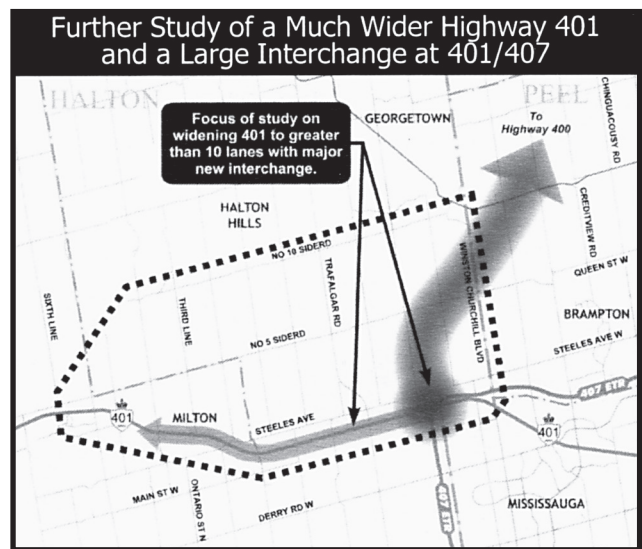 Further Study of a Much Wider Highway 401
and a Large Interchange at 401/407
HALTON
PEEL
CHINGUACOUSY RD
Focus of study on
widening 401 to greater
than 10 lanes with major
new interchange.
GEORGETOWN
To
Highway 400
HALTON
HILLS
CREDITVIEW RD
NO 10 SIDERD
WINSTON CHURCHILL BLVD
QUEEN ST W
SIXTH LINE
THIRD LINE
TRAFALGAR RD
BRAMPTON
NO 5 SIDERD
STEELES AVE W
407 ETR
401
MILTON
STEELES AVE
401
MAIN ST W
ONTARIO ST N
DERRY RD W
407 ETR
MISSISSAUGA